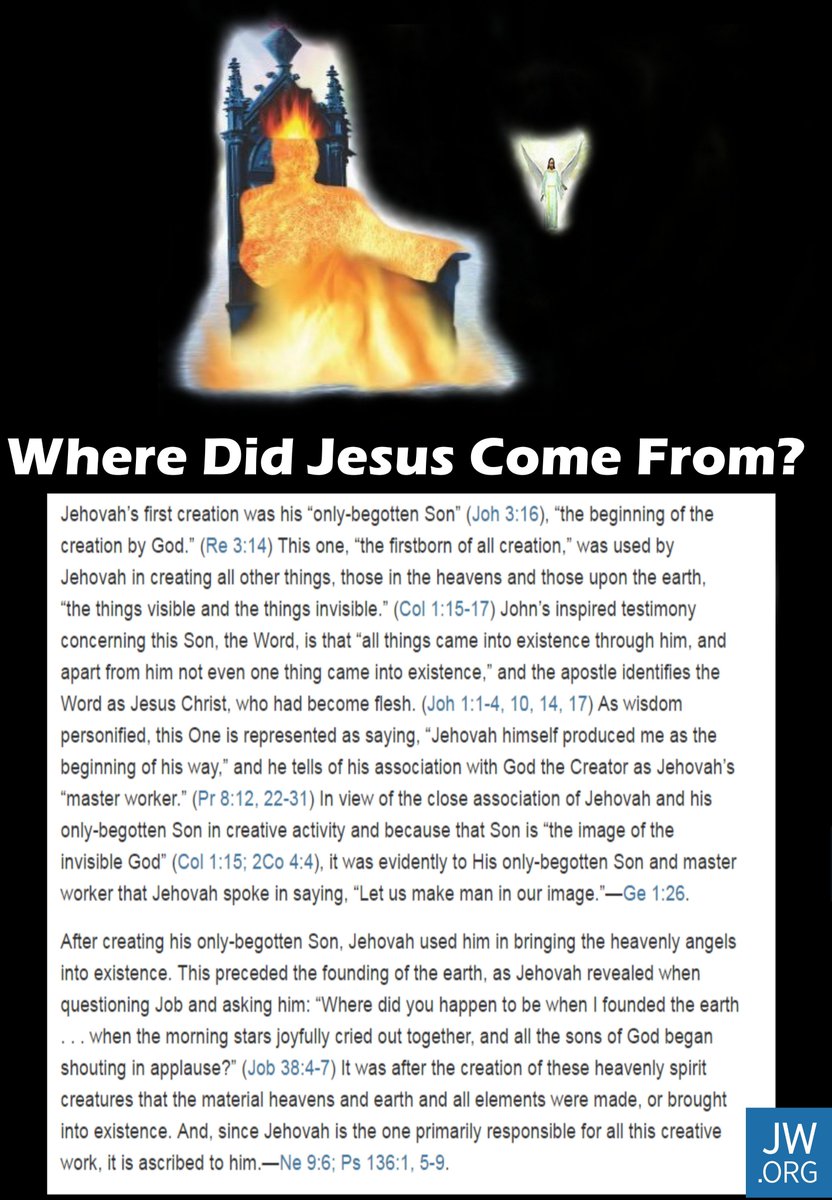 Where Did Jesus Come From?
Jehovah’s first creation was his “only-begotten Son” (Joh 3:16), “the beginning of the
creation by God.” (Re 3:14) This one, “the firstborn of all creation,” was used by
Jehovah in creating all other things, those in the heavens and those upon the earth,
“the things visible and the things invisible.” (Col 1:15-17) John’s inspired testimony
concerning this Son, the Word, is that “all things came into existence through him, and
apart from him not even one thing came into existence,” and the apostle identifies the
Word as Jesus Christ, who had become flesh. (Joh 1:1-4, 10, 14, 17) As wisdom
personified, this One is represented as saying, “Jehovah himself produced me as the
beginning of his way,” and he tells of his association with God the Creator as Jehovah’s
“master worker.” (Pr 8:12, 22-31) In view of the close association of Jehovah and his
only-begotten Son in creative activity and because that Son is “the image of the
invisible God” (Col 1:15; 2Co 4:4), it was evidently to His only-begotten Son and master
worker that Jehovah spoke in saying, “Let us make man in our image.”—Ge 1:26.
After creating his only-begotten Son, Jehovah used him in bringing the heavenly angels
into existence. This preceded the founding of the earth, as Jehovah revealed when
questioning Job and asking him: “Where did you happen to be when I founded the earth
. . . when the morning stars joyfully cried out together, and all the sons of God began
shouting in applause?” (Job 38:4-7) It was after the creation of these heavenly spirit
creatures that the material heavens and earth and all elements were made, or brought
into existence. And, since Jehovah is the one primarily responsible for all this creative
work, it is ascribed to him.—Ne 9:6; Ps 136:1, 5-9.
JW
.ORG